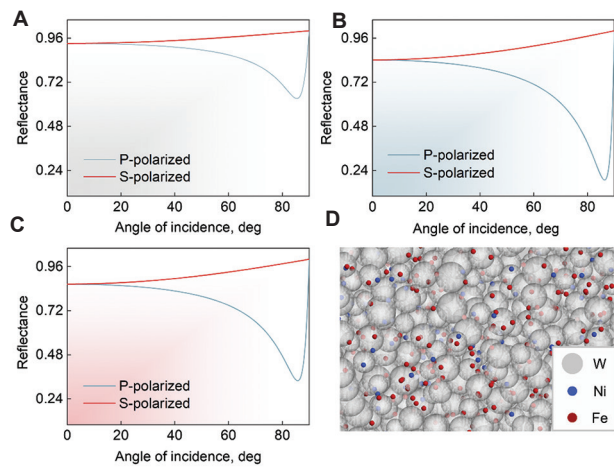 A
0.96
0.72
0.48
0.24
Reflectance
P-polarized
S-polarized
0 20 40 60 80
Angle of incidence, deg
B
0.96
0.72
0.48
0.24
Reflectance
P-polarized
S-polarized
0 20 40 60 80
Angle of incidence, deg
C
0.96
0.72
0.48
0.24
Reflectance
P-polarized
S-polarized
0 20 40 60 80
Angle of incidence, deg
D
W
Ni
Fe